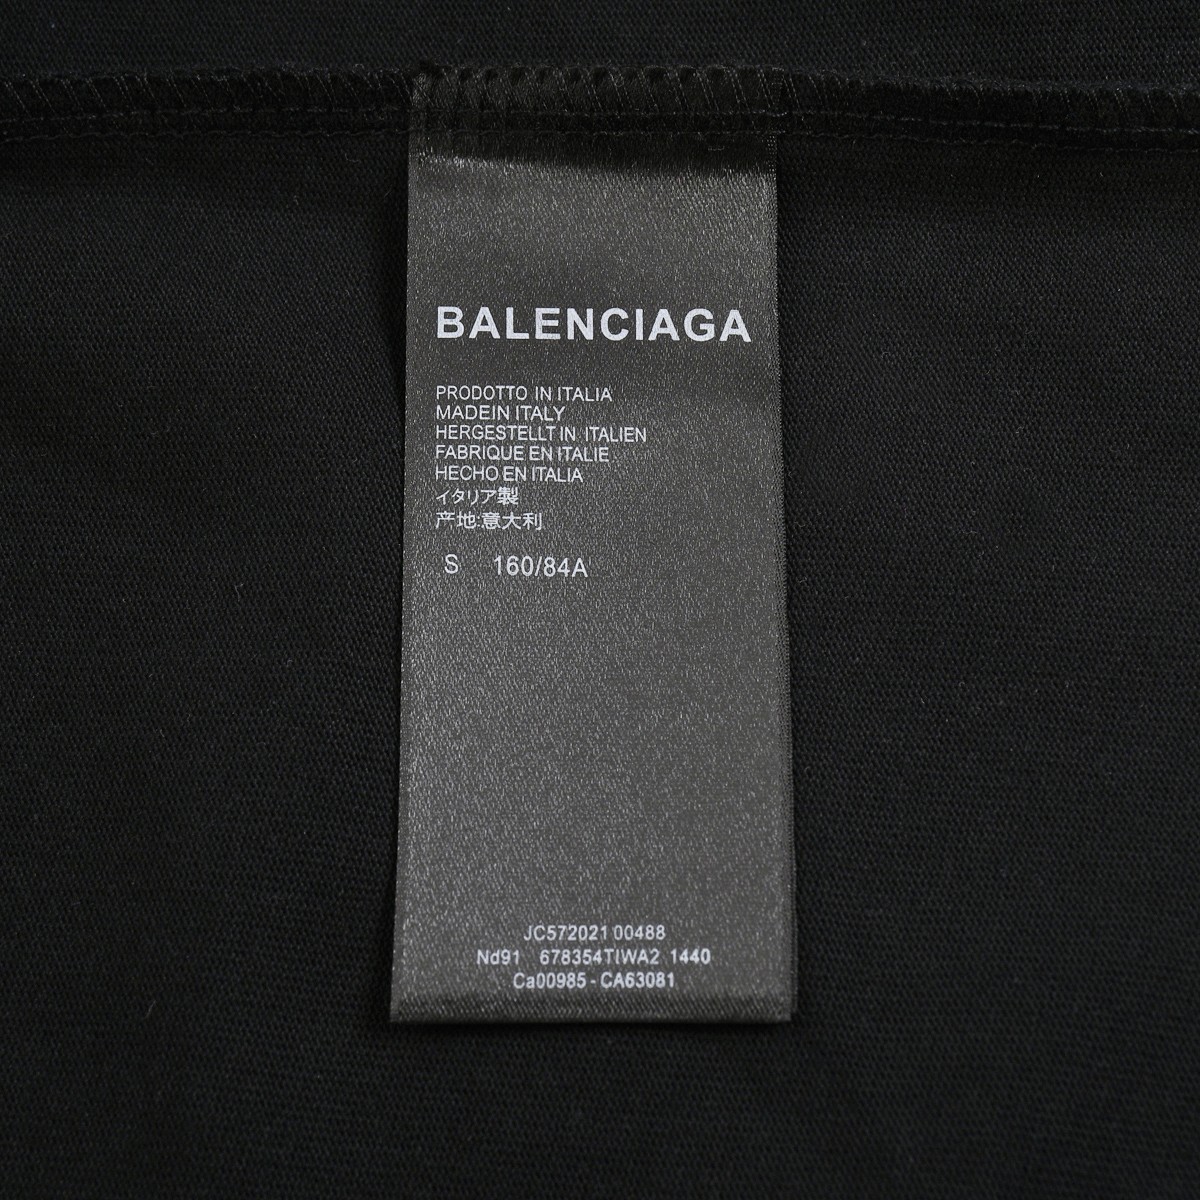 BALENCIAGA
PRODOTTO IN ITALIA
MADEIN ITALY
HERGESTELLT IN ITALIEN
FABRIQUE EN ITALIE
HECHO EN ITALIA
イタリア製
产地:意大利
S 160/84A
JC572021 00488
Nd91 678354TIWA2 1440
Ca00985 - CA63081